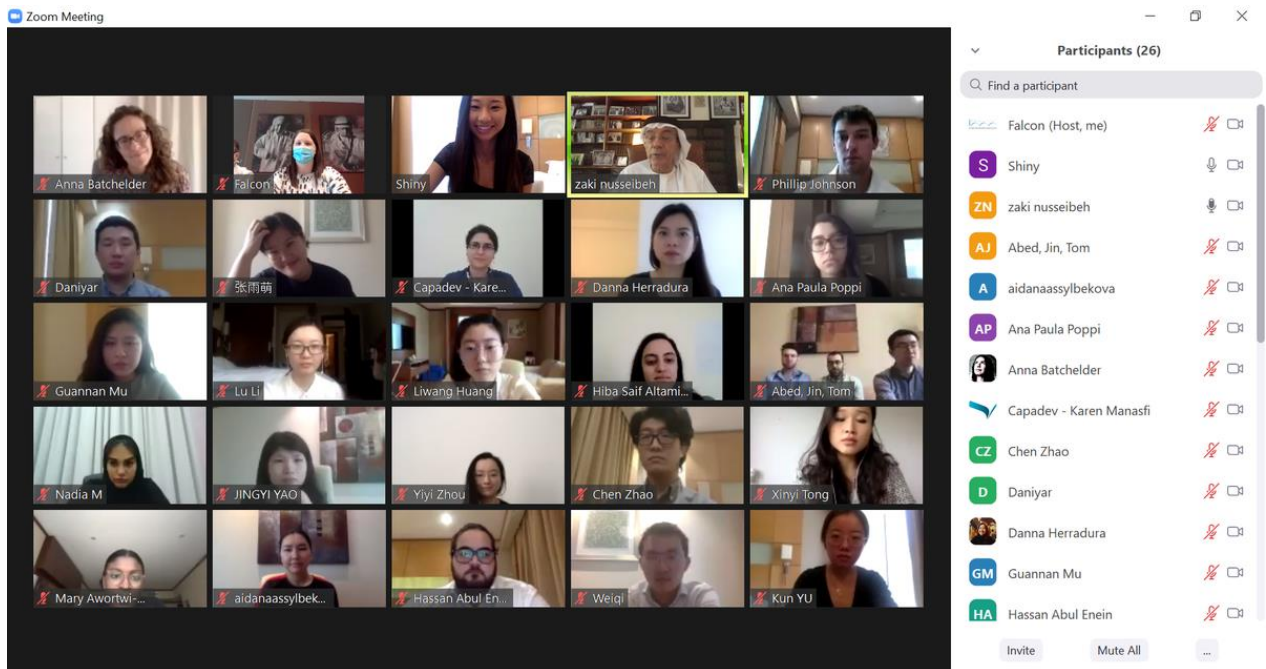 Zoom Meeting
Anna Batchelder
Falcon
Shiny
zaki nusseibeh
Phillip Johnson
Daniyar
张雨萌
Capadev - Kare...
Danna Herradura
Ana Paula Poppi
Guannan Mu
Lu Li
Liwang Huang
Hiba Saif Altami...
Abed, Jin, Tom
Nadia M
JINGYI YAO
Yiyi Zhou
Chen Zhao
Xinyi Tong
Mary Awortwi-...
aidanaassylbek...
Hassan Abul En...
Weiqi
Kun YU
Participants (26)
Find a participant
Falcon (Host, me)
S Shiny
ZN zaki nusseibeh
AJ Abed, Jin, Tom
A aidanaassylbekova
AP Ana Paula Poppi
Anna Batchelder
Capadev - Karen Manasfi
CZ Chen Zhao
D Daniyar
Danna Herradura
GM Guannan Mu
HA Hassan Abul Enein
Invite Mute All ...